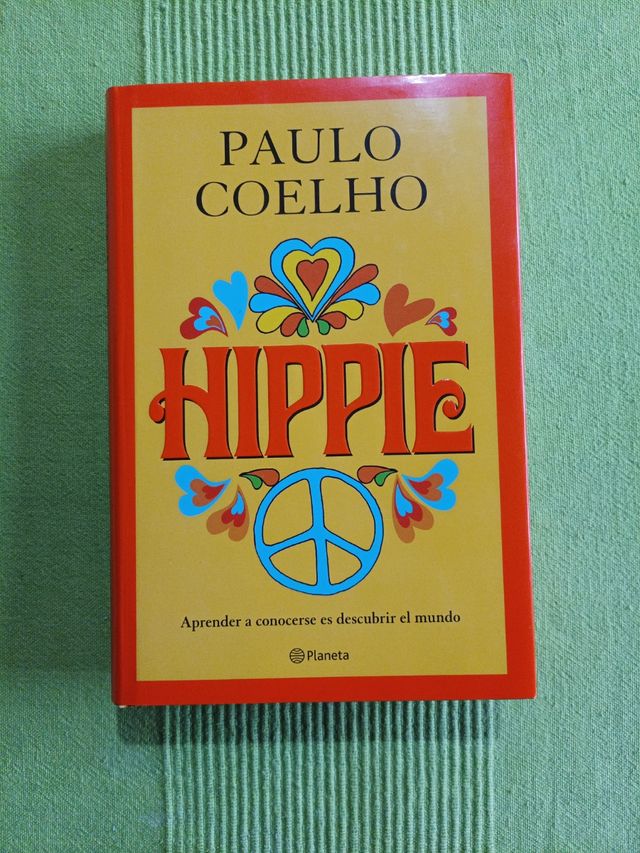 PAULO
COELHO
HIPPIE
Aprender a conocerse es descubrir el mundo
Planeta